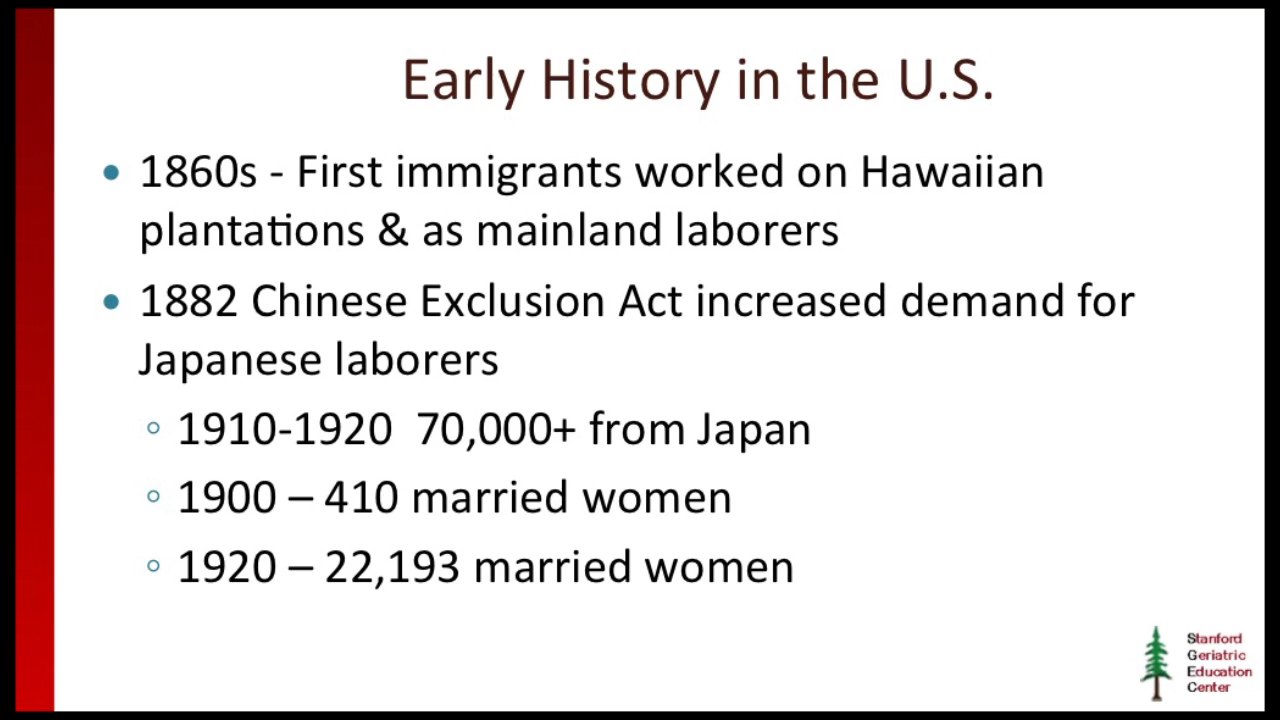 Early History in the U.S.
• 1860s - First immigrants worked on Hawaiian
plantations & as mainland laborers
• 1882 Chinese Exclusion Act increased demand for
Japanese laborers
◦ 1910-1920  70,000+ from Japan
◦ 1900 – 410 married women
◦ 1920 – 22,193 married women
Stanford
Geriatric
Education
Center